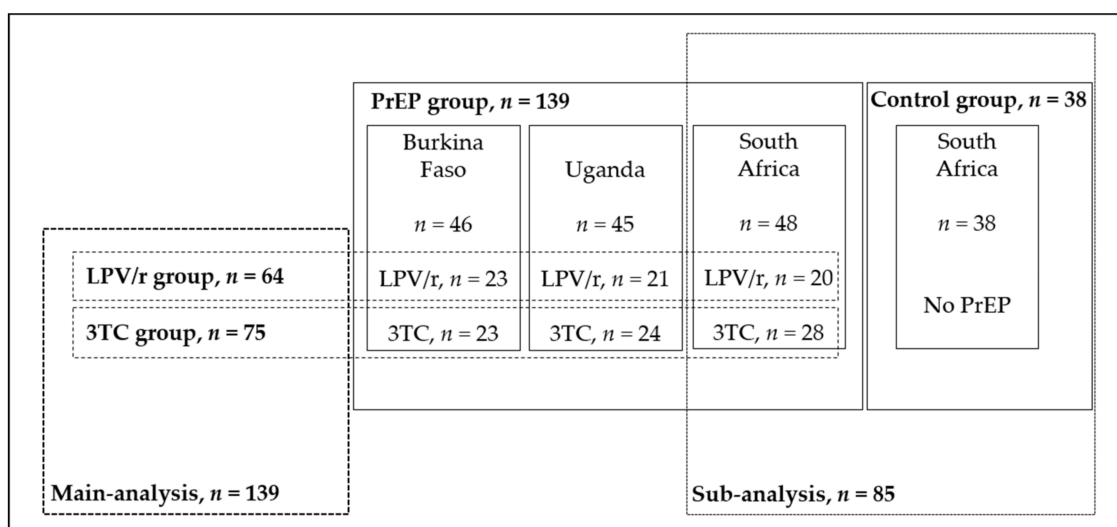 PrEP group, n = 139
Control group, n = 38
Burkina
Faso
n = 46
Uganda
n = 45
South
Africa
n = 48
South
Africa
n = 38
No PrEP
LPV/r group, n = 64
LPV/r, n = 23
LPV/r, n = 21
LPV/r, n = 20
3TC group, n = 75
3TC, n = 23
3TC, n = 24
3TC, n = 28
Main-analysis, n = 139
Sub-analysis, n = 85